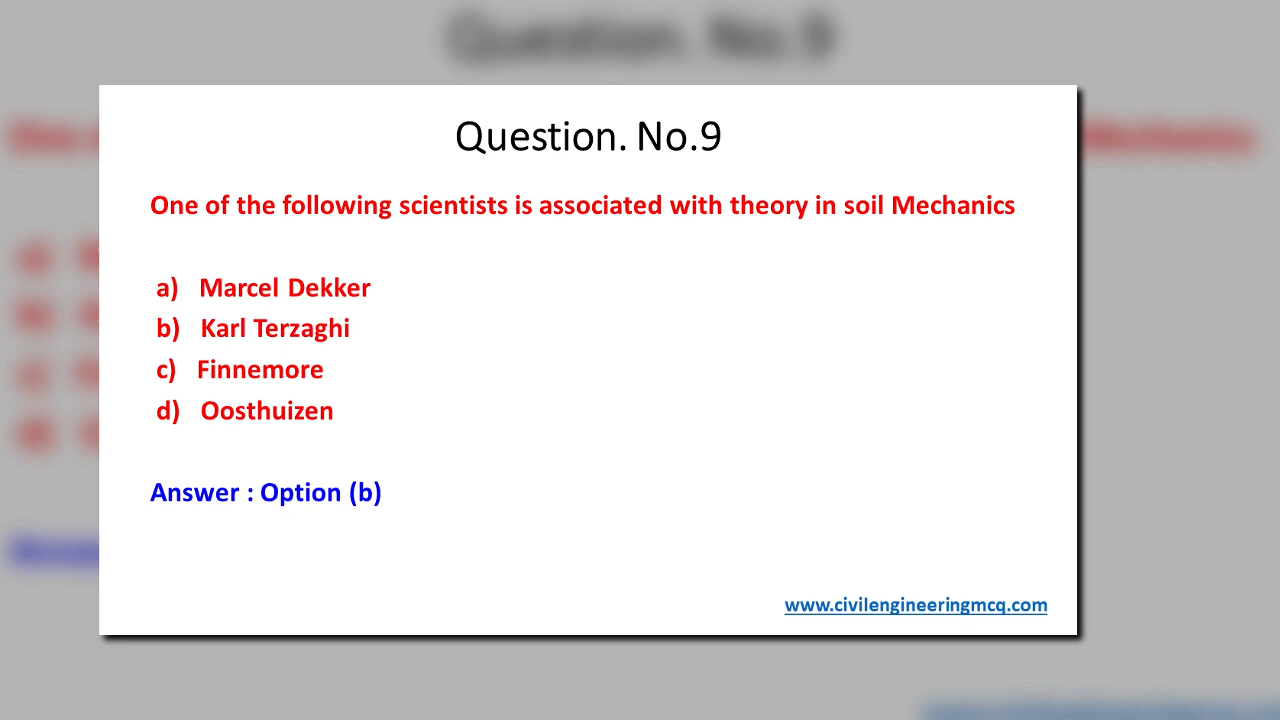 Question. No.9
One of the following scientists is associated with theory in soil Mechanics
a) Marcel Dekker
b) Karl Terzaghi
c) Finnemore
d) Oosthuizen
Answer : Option (b)
www.civilengineeringmcq.com